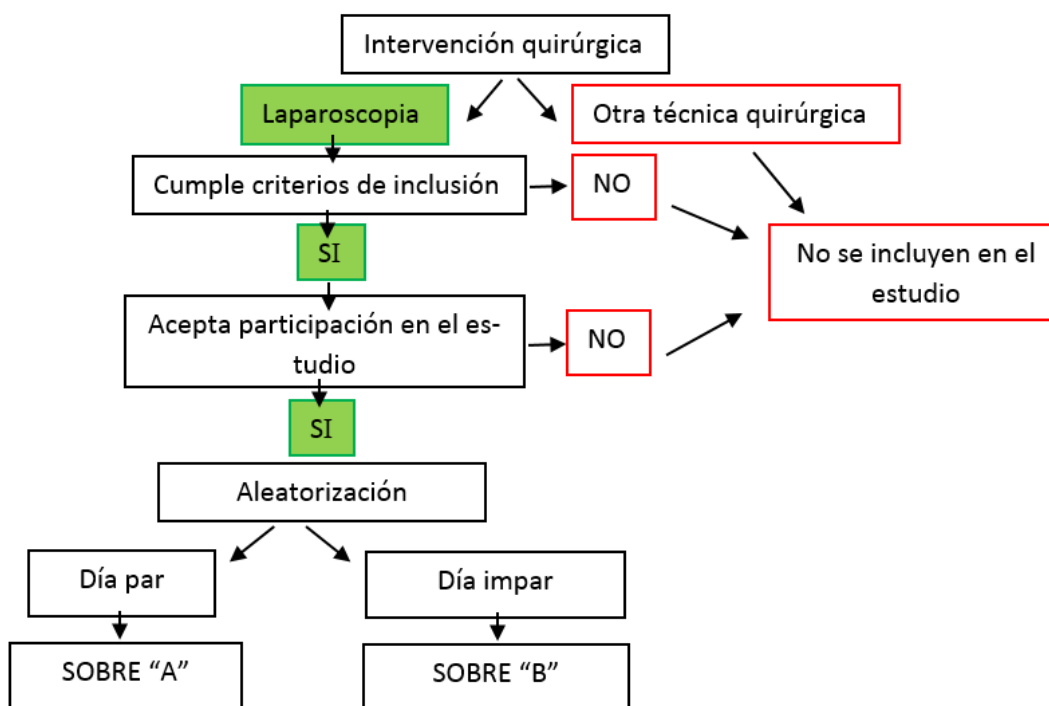 Intervención quirúrgica
Laparoscopia
Otra técnica quirúrgica
Cumple criterios de inclusión
NO
SI
No se incluyen en el
estudio
Acepta participación en el es-
tudio
NO
SI
Aleatorización
Día par
Día impar
SOBRE “A”
SOBRE “B”